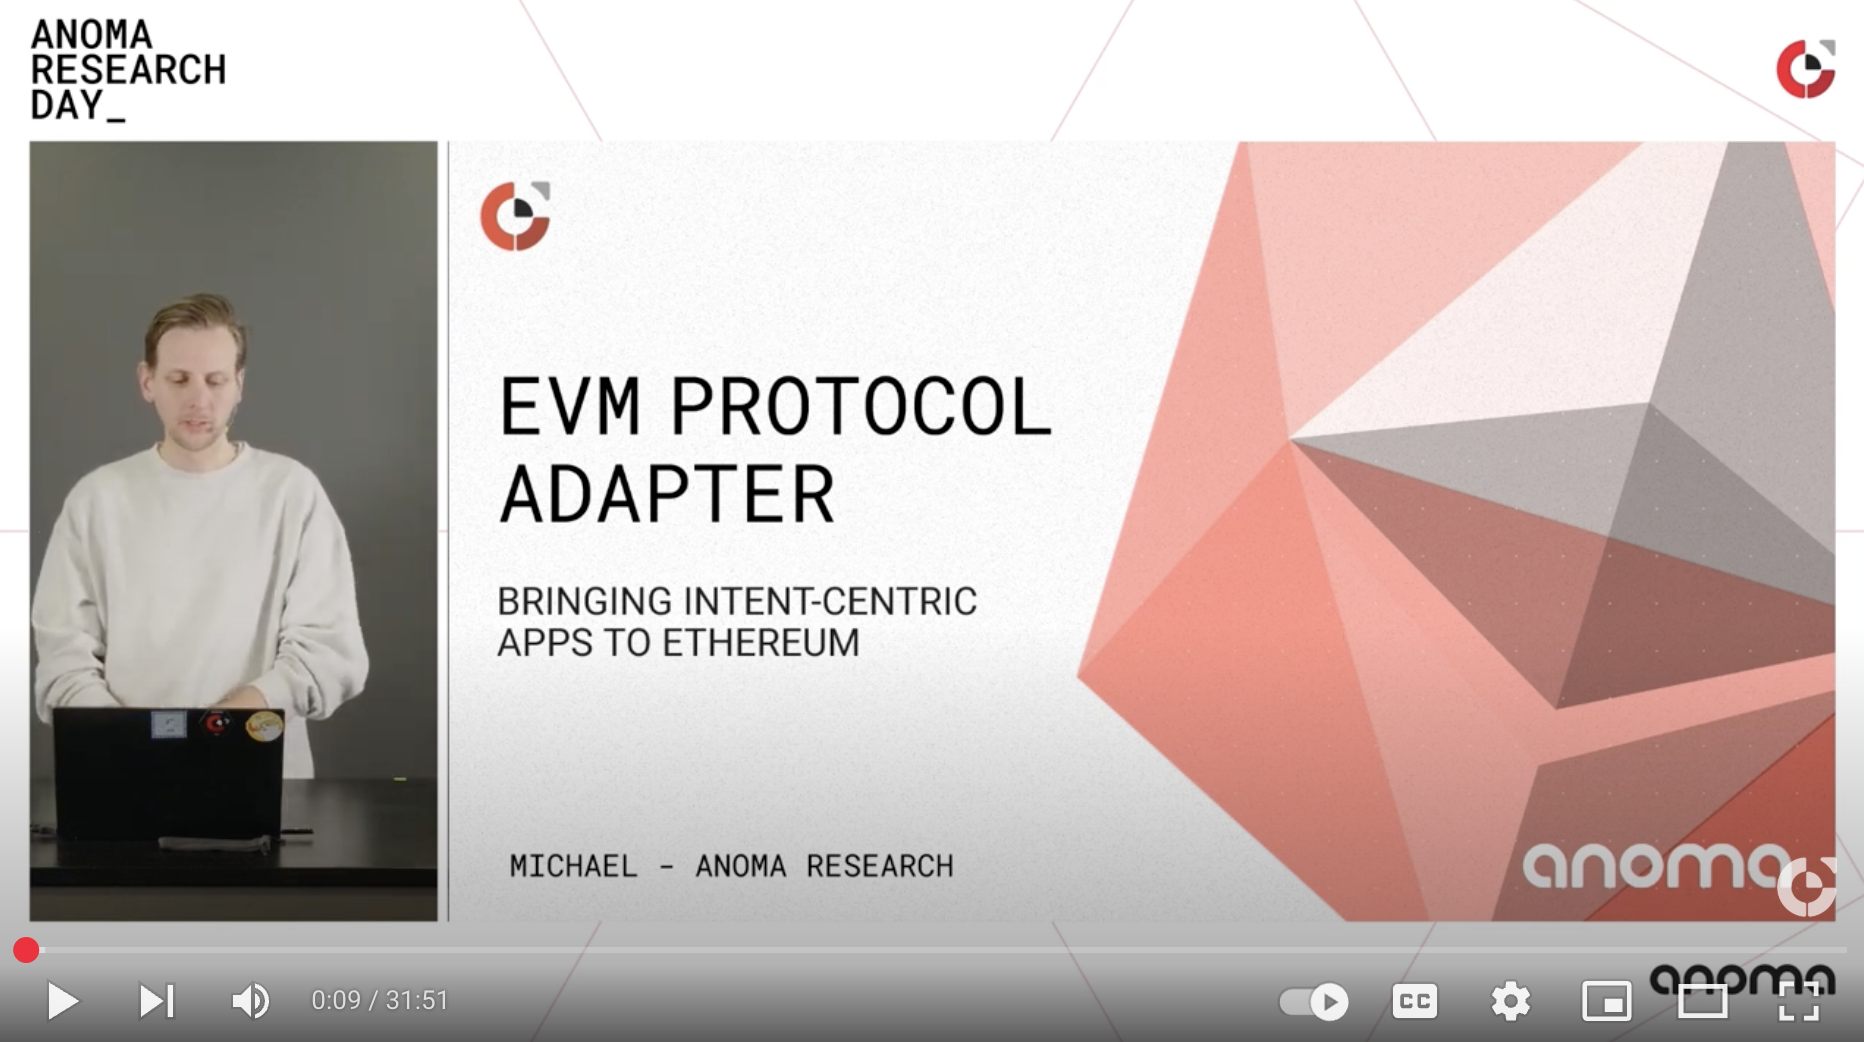 ANOMA
RESEARCH
DAY_
EVM PROTOCOL
ADAPTER
BRINGING INTENT-CENTRIC
APPS TO ETHEREUM
MICHAEL – ANOMA RESEARCH
anoma
0:09 / 31:51
CC
anoma